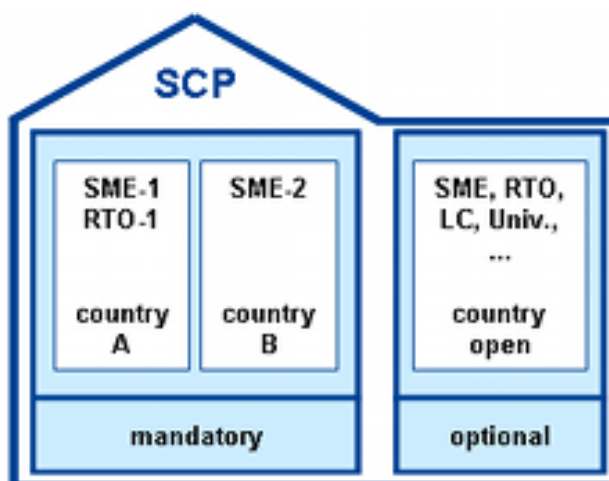 SCP
SME-1
RTO-1
country
A
SME-2
country
B
mandatory
SME, RTO,
LC, Univ.,
...
country
open
optional